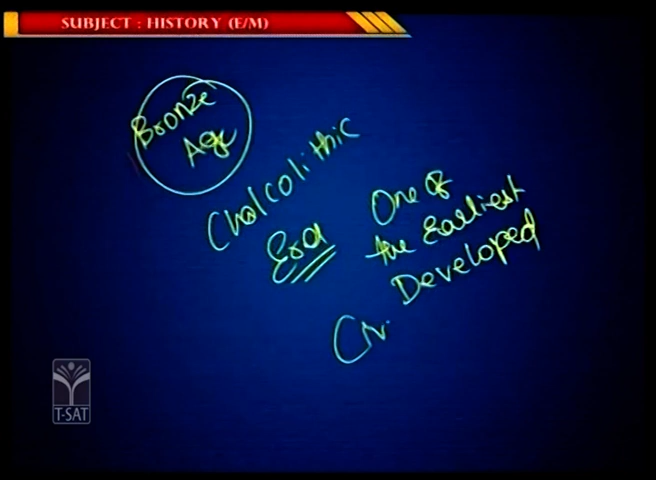 SUBJECT : HISTORY (E/M)
Bronze
Age
Chalcolithic
Era
One of
the Earliest
Developed
Civ.
T-SAT